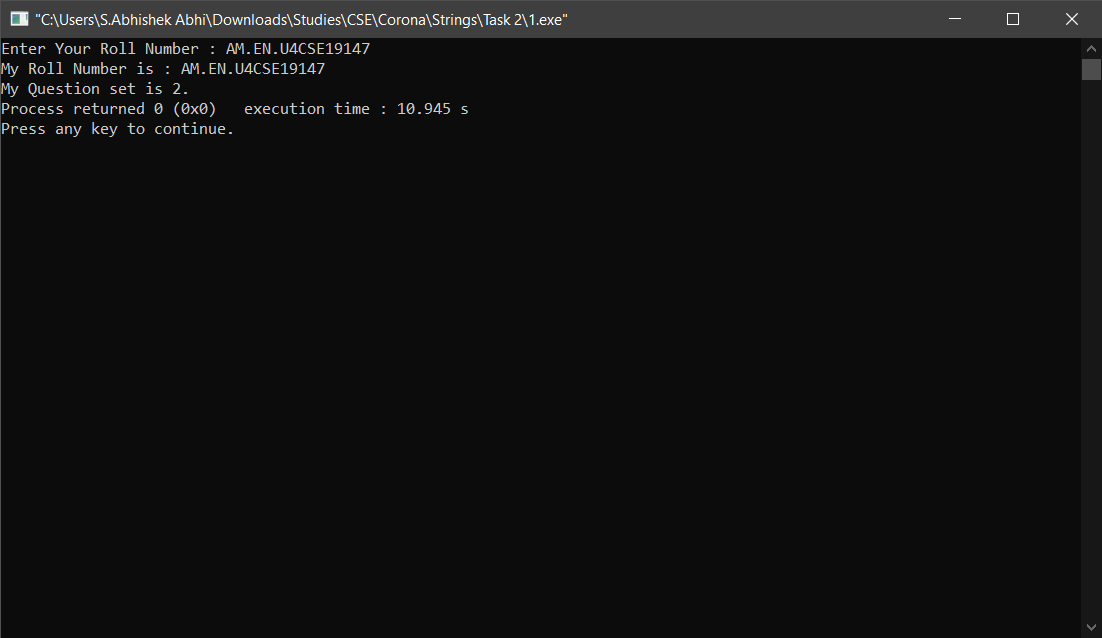 "C:\Users\S.Abhishek Abhi\Downloads\Studies\CSE\Corona\Strings\Task 2\1.exe"
Enter Your Roll Number : AM.EN.U4CSE19147
My Roll Number is : AM.EN.U4CSE19147
My Question set is 2.
Process returned 0 (0x0)   execution time : 10.945 s
Press any key to continue.